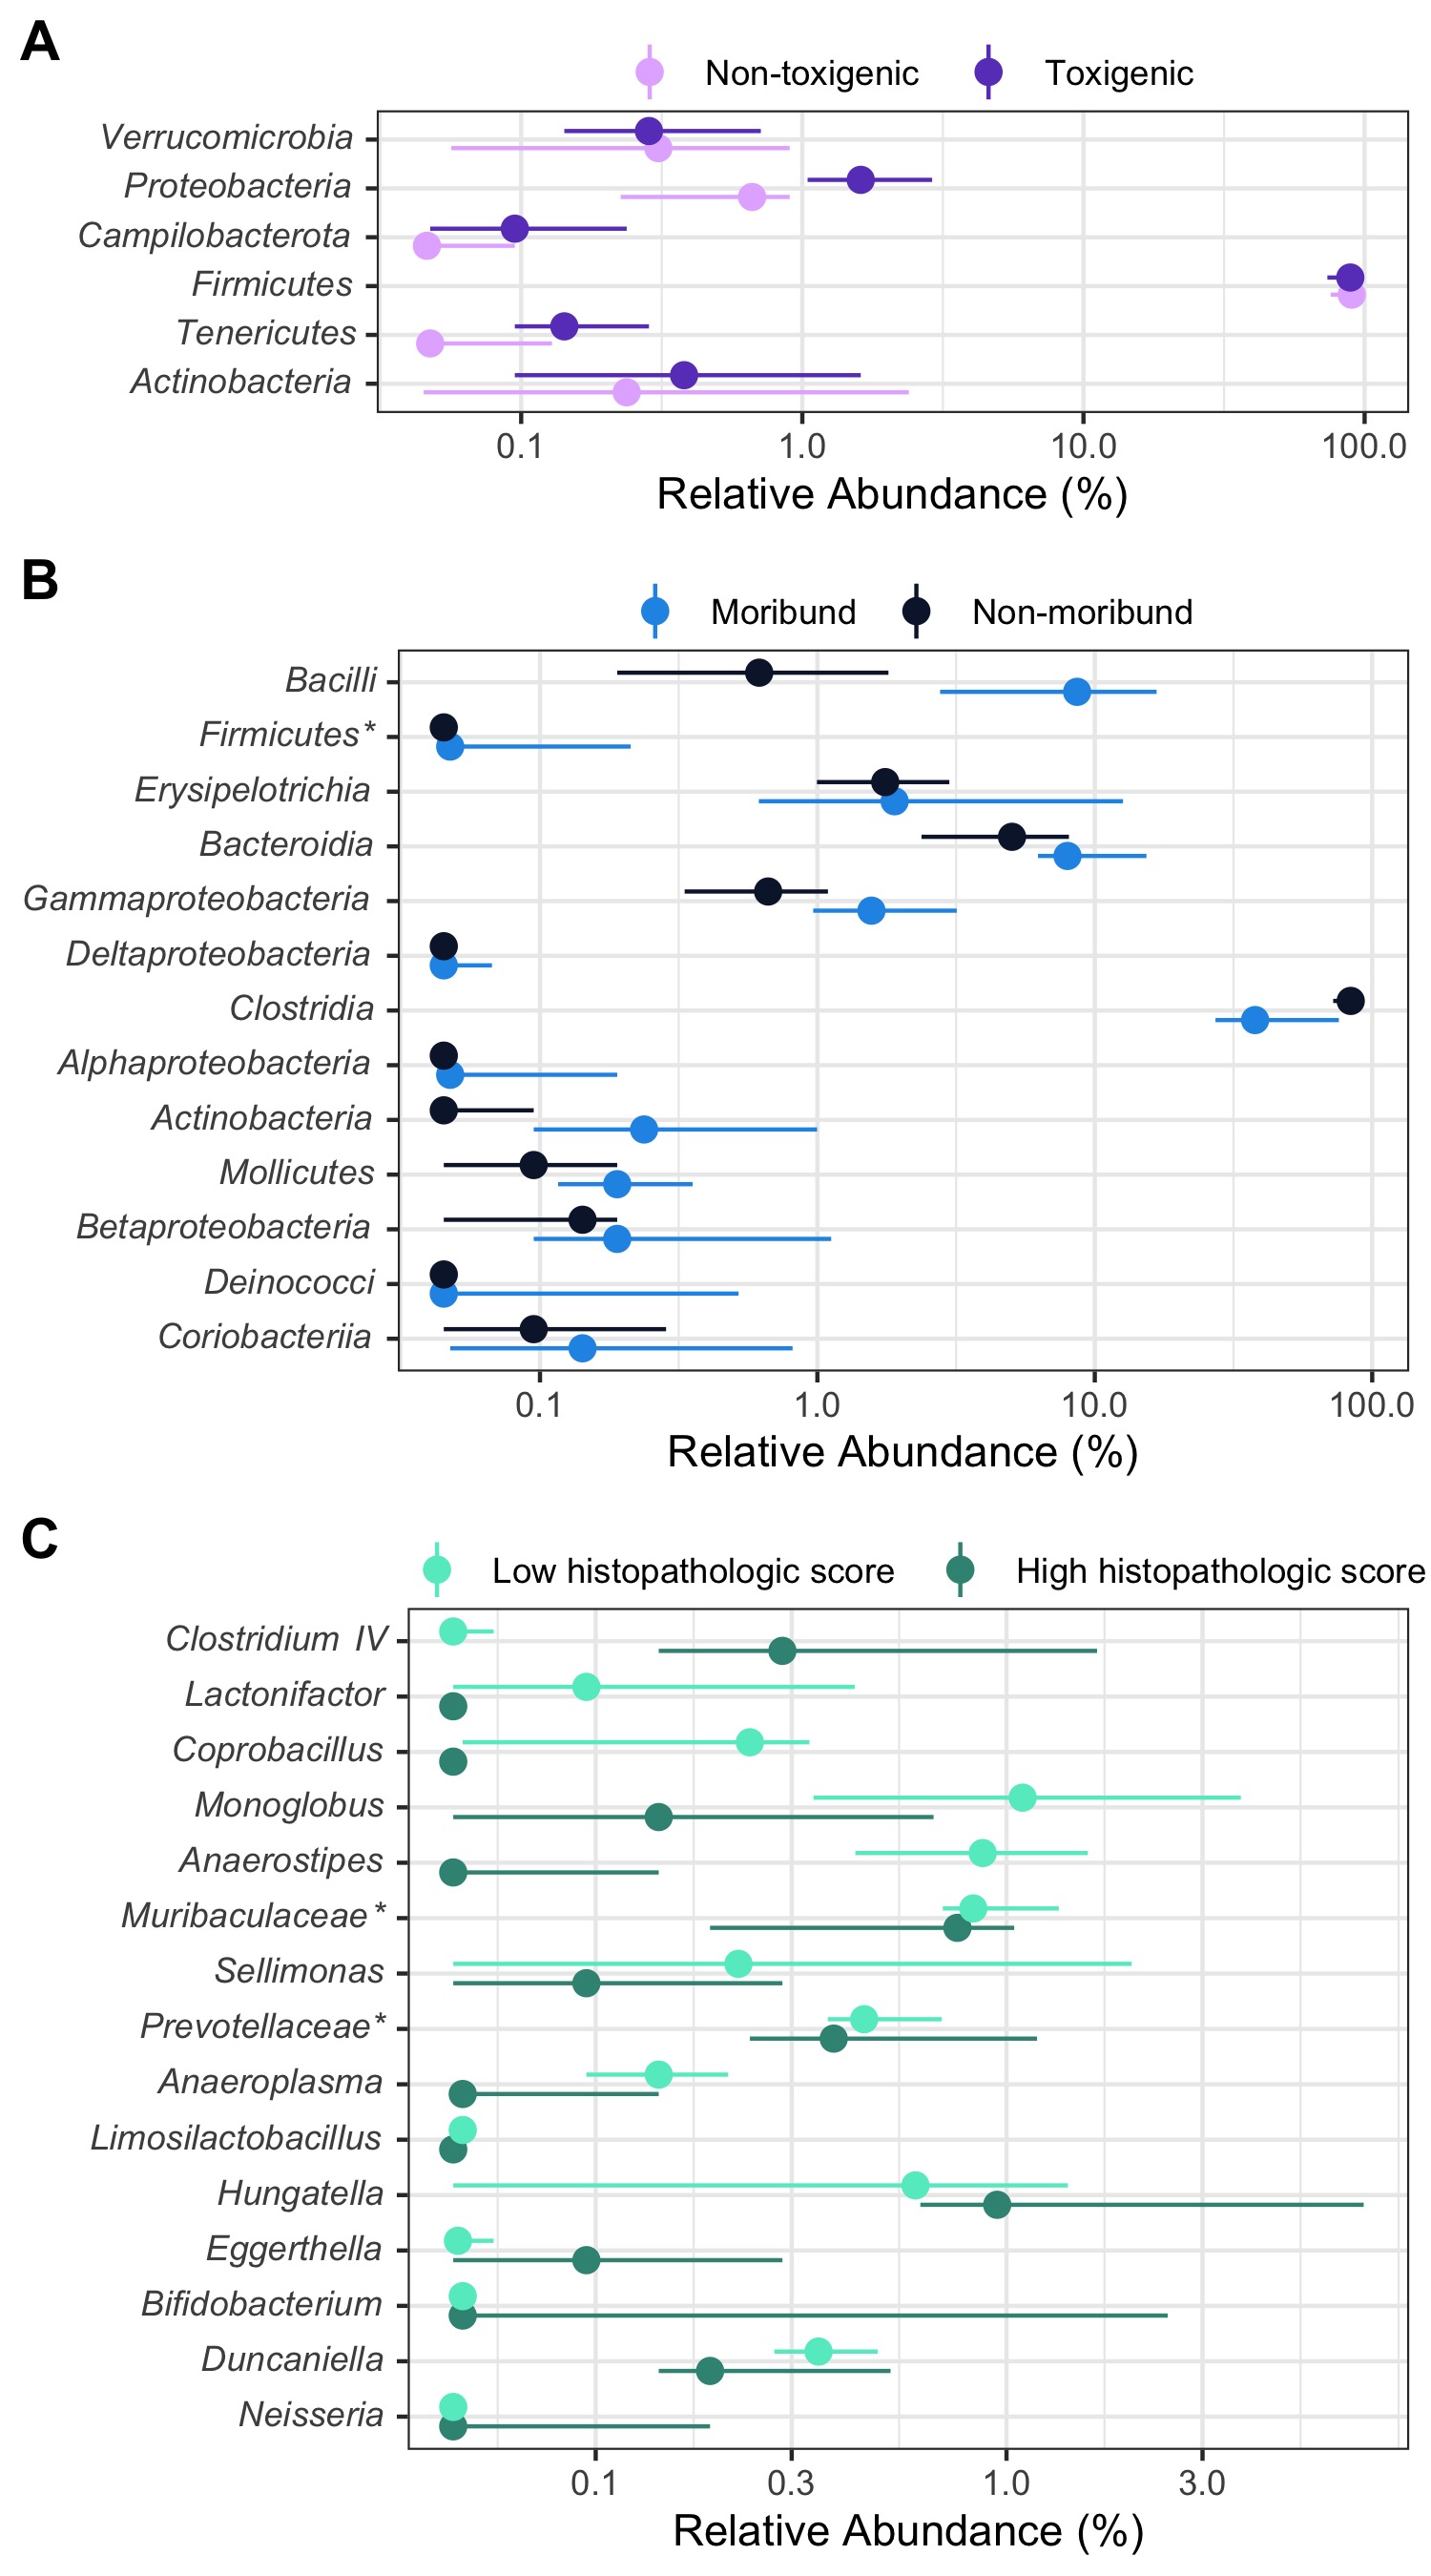 A
Non-toxigenic Toxigenic
Verrucomicrobia
Proteobacteria
Campilobacterota
Firmicutes
Tenericutes
Actinobacteria
0.1 1.0 10.0 100.0
Relative Abundance (%)
B
Moribund Non-moribund
Bacilli
Firmicutes*
Erysipelotrichia
Bacteroidia
Gammaproteobacteria
Deltaproteobacteria
Clostridia
Alphaproteobacteria
Actinobacteria
Mollicutes
Betaproteobacteria
Deinococci
Coriobacteriia
0.1 1.0 10.0 100.0
Relative Abundance (%)
C
Low histopathologic score High histopathologic score
Clostridium IV
Lactonifactor
Coprobacillus
Monoglobus
Anaerostipes
Muribaculaceae*
Sellimonas
Prevotellaceae*
Anaeroplasma
Limosilactobacillus
Hungatella
Eggerthella
Bifidobacterium
Duncaniella
Neisseria
0.1 0.3 1.0 3.0
Relative Abundance (%)